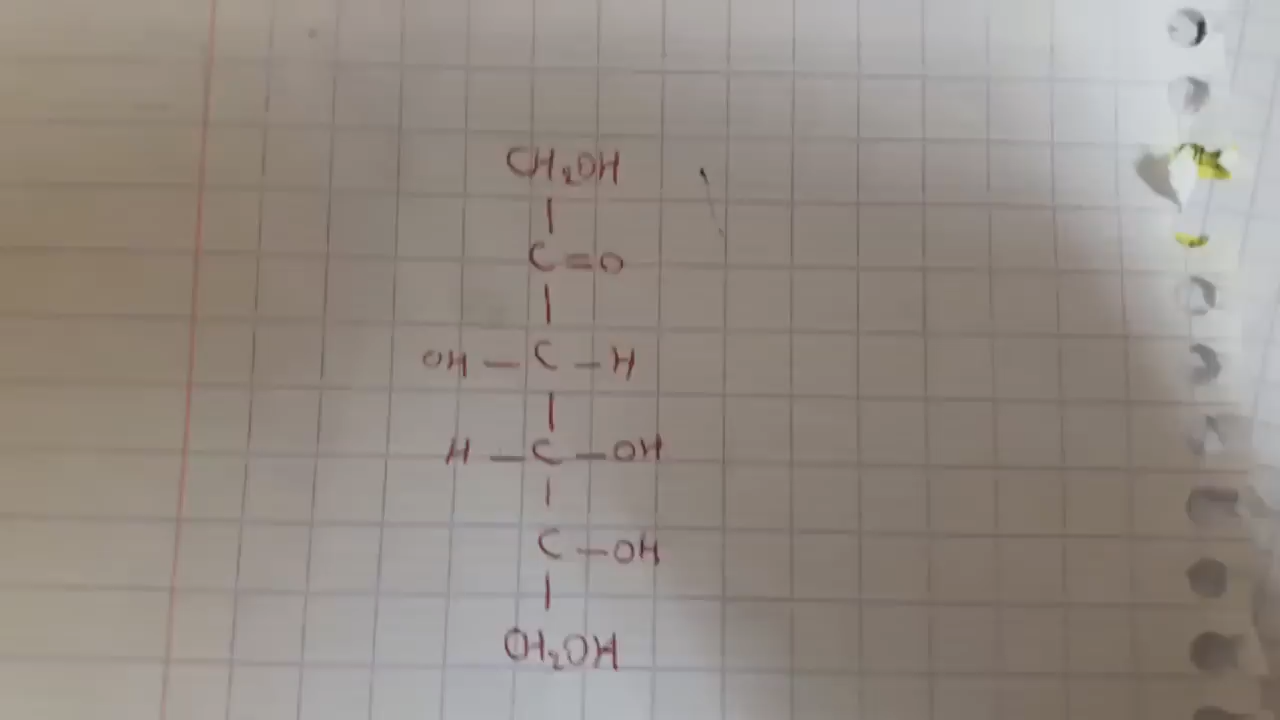 CH₂OH
|
C=O
|
OH — C — H
|
H — C — OH
|
C — OH
|
CH₂OH